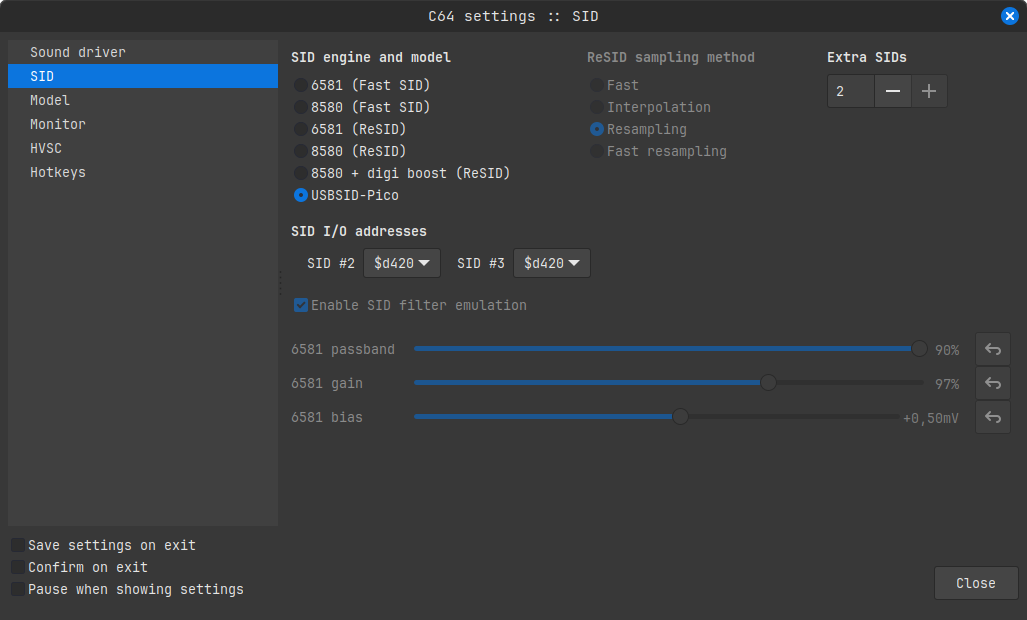 C64 settings :: SID
Sound driver
SID
Model
Monitor
HVSC
Hotkeys
SID engine and model
6581 (Fast SID)
8580 (Fast SID)
6581 (ReSID)
8580 (ReSID)
8580 + digi boost (ReSID)
USBSID-Pico
ReSID sampling method
Fast
Interpolation
Resampling
Fast resampling
Extra SIDs
2
SID I/O addresses
SID #2 $d420 SID #3 $d420
Enable SID filter emulation
6581 passband 90%
6581 gain 97%
6581 bias +0,50mV
Save settings on exit
Confirm on exit
Pause when showing settings
Close